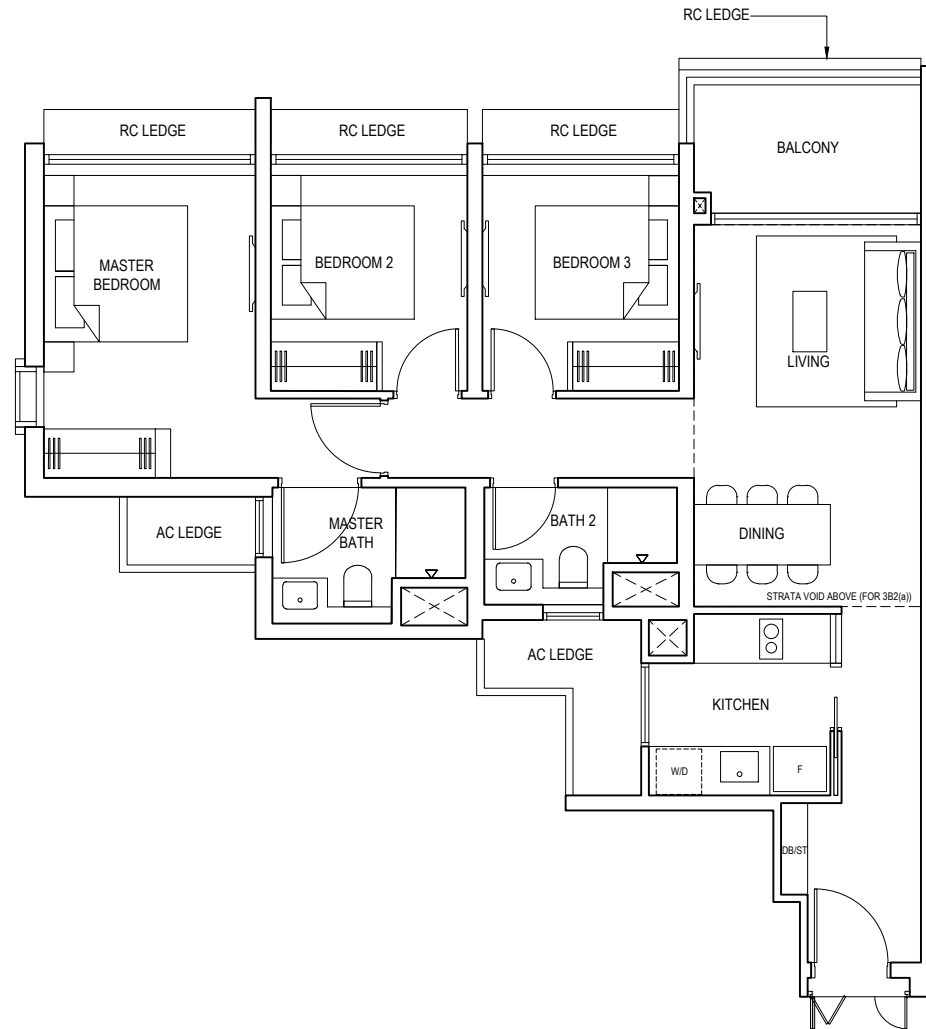 RC LEDGE
RC LEDGE
RC LEDGE
RC LEDGE
BALCONY
MASTER
BEDROOM
BEDROOM 2
BEDROOM 3
LIVING
AC LEDGE
MASTER
BATH
BATH 2
DINING
STRATA VOID ABOVE (FOR 3B2(a))
AC LEDGE
KITCHEN
W/D
F
DB/ST